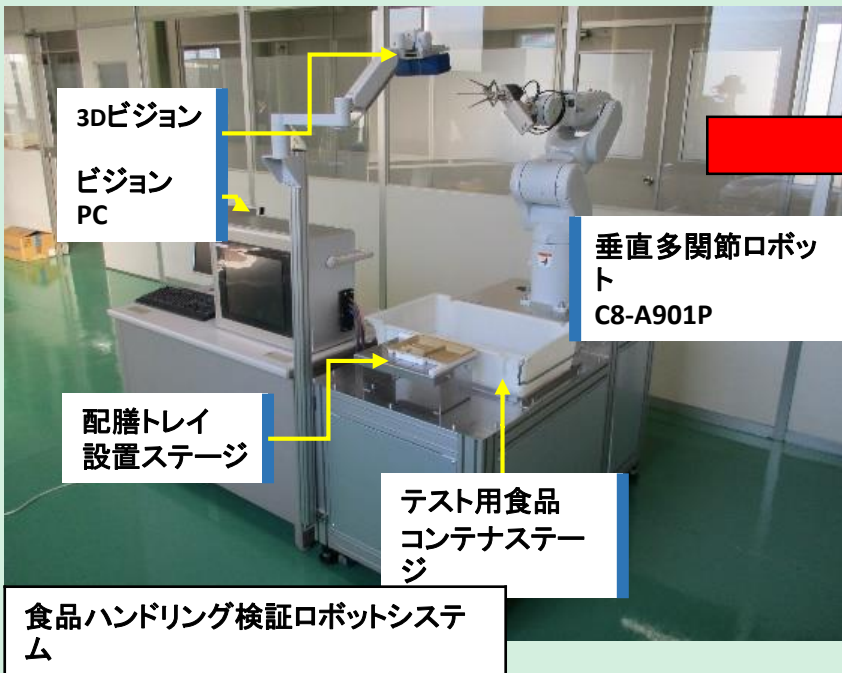 3Dビジョン
ビジョン
PC
垂直多関節ロボッ
ト
C8-A901P
配膳トレイ
設置ステージ
テスト用食品
コンテナステー
ジ
食品ハンドリング検証ロボットシステ
ム